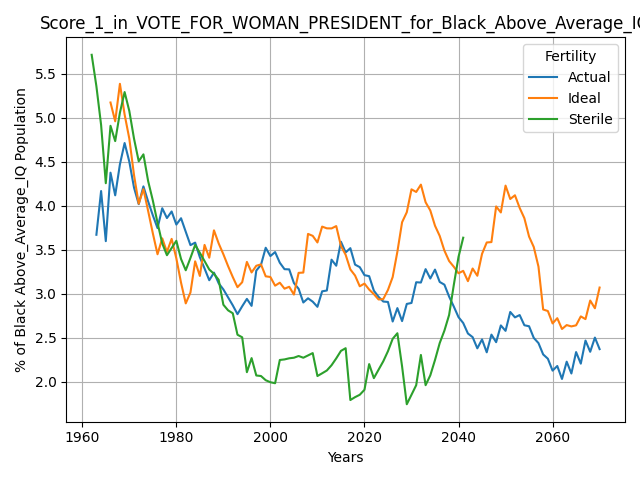 Score_1_in_VOTE_FOR_WOMAN_PRESIDENT_for_Black_Above_Average_IQ
% of Black Above_Average_IQ Population
5.5
5.0
4.5
4.0
3.5
3.0
2.5
2.0
1960 1980 2000 2020 2040 2060
Years
Fertility
Actual
Ideal
Sterile